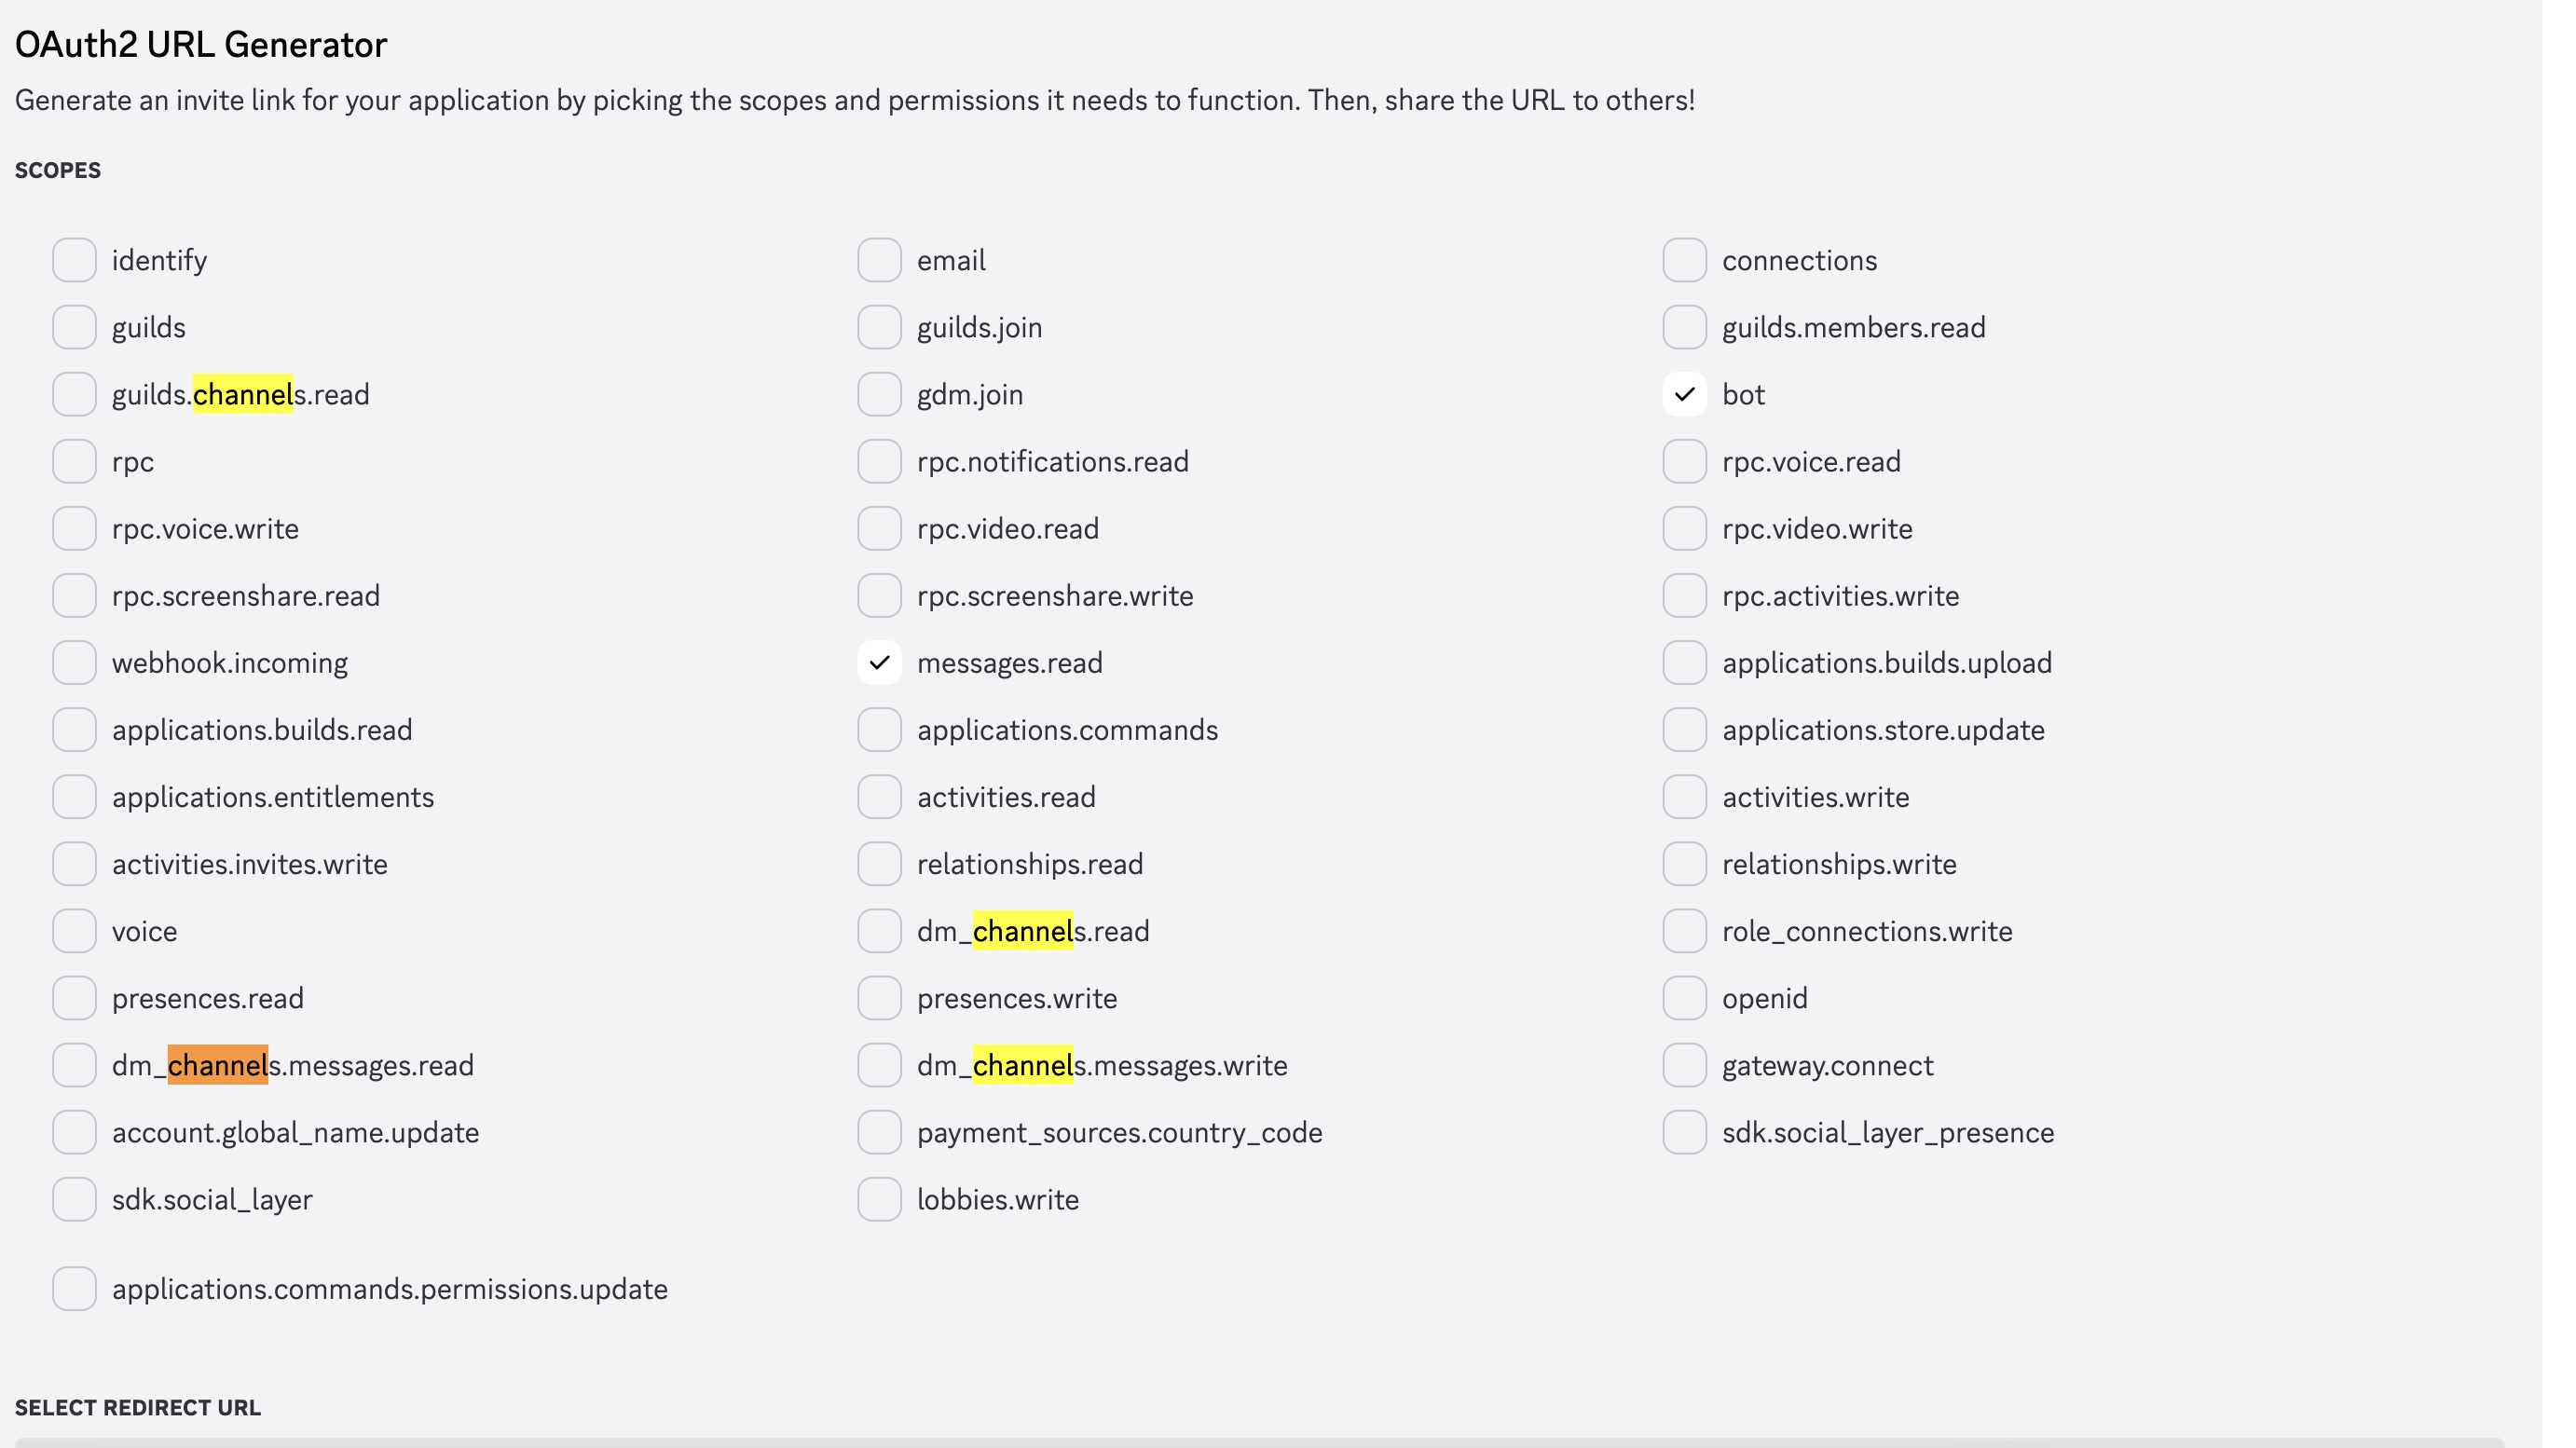 OAuth2 URL Generator
Generate an invite link for your application by picking the scopes and permissions it needs to function. Then, share the URL to others!
SCOPES
identify
email
connections
guilds
guilds.join
guilds.members.read
guilds.channels.read
gdm.join
bot
rpc
rpc.notifications.read
rpc.voice.read
rpc.voice.write
rpc.video.read
rpc.video.write
rpc.screenshare.read
rpc.screenshare.write
rpc.activities.write
webhook.incoming
messages.read
applications.builds.upload
applications.builds.read
applications.commands
applications.store.update
applications.entitlements
activities.read
activities.write
activities.invites.write
relationships.read
relationships.write
voice
dm_channels.read
role_connections.write
presences.read
presences.write
openid
dm_channels.messages.read
dm_channels.messages.write
gateway.connect
account.global_name.update
payment_sources.country_code
sdk.social_layer_presence
sdk.social_layer
lobbies.write
applications.commands.permissions.update
SELECT REDIRECT URL